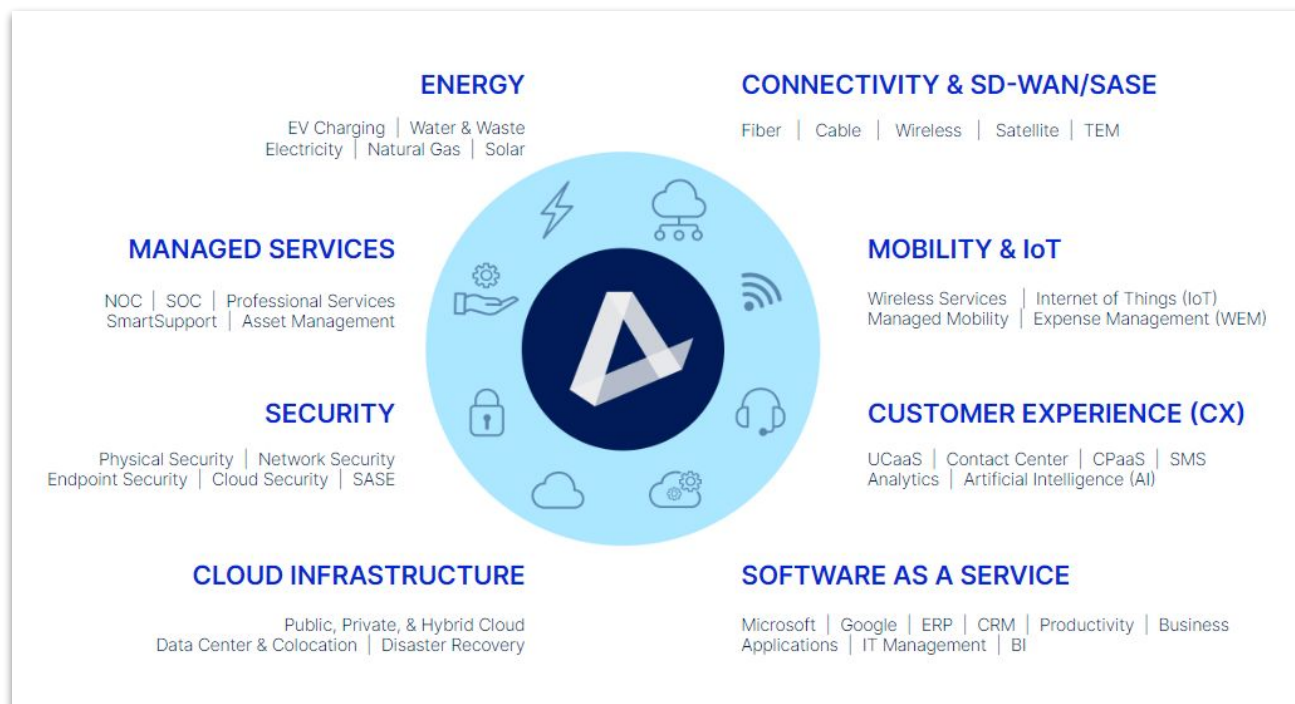 ENERGY
EV Charging | Water & Waste
Electricity | Natural Gas | Solar
CONNECTIVITY & SD-WAN/SASE
Fiber | Cable | Wireless | Satellite | TEM
MANAGED SERVICES
NOC | SOC | Professional Services
SmartSupport | Asset Management
MOBILITY & IoT
Wireless Services | Internet of Things (IoT)
Managed Mobility | Expense Management (WEM)
SECURITY
Physical Security | Network Security
Endpoint Security | Cloud Security | SASE
CUSTOMER EXPERIENCE (CX)
UCaaS | Contact Center | CPaaS | SMS
Analytics | Artificial Intelligence (AI)
CLOUD INFRASTRUCTURE
Public, Private, & Hybrid Cloud
Data Center & Colocation | Disaster Recovery
SOFTWARE AS A SERVICE
Microsoft | Google | ERP | CRM | Productivity | Business
Applications | IT Management | BI